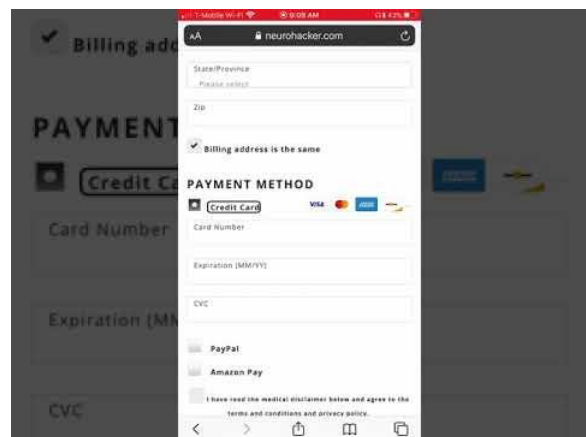 T-Mobile Wi-Fi 9:09 AM 42%
AA neurohacker.com
State/Province
Please select
Zip
Billing address is the same
PAYMENT METHOD
Credit Card VISA
Card Number
Expiration (MM/YY)
CVC
PayPal
Amazon Pay
I have read the medical disclaimer below and agree to the
terms and conditions and privacy policy.
Billing add
PAYMENT
Credit Ca
Card Number
Expiration (MM
CVC